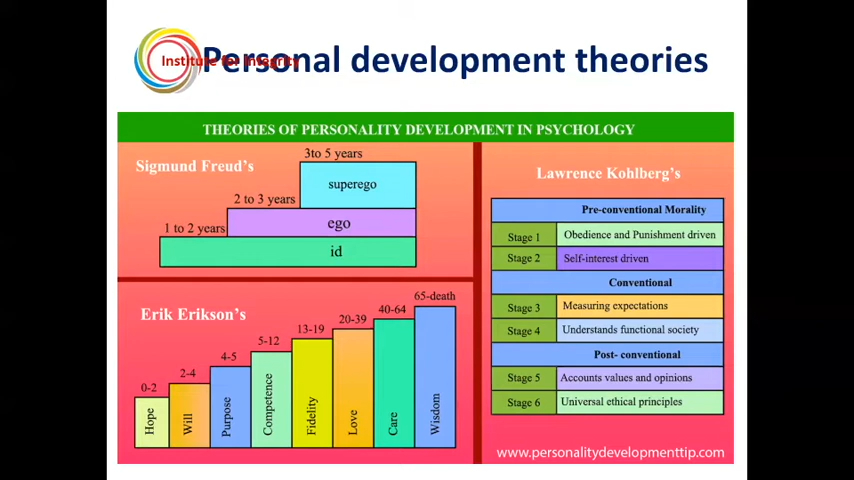 Institute for Integrity
Personal development theories
THEORIES OF PERSONALITY DEVELOPMENT IN PSYCHOLOGY
Sigmund Freud's
3to 5 years
superego
2 to 3 years
ego
1 to 2 years
id
Erik Erikson's
0-2
2-4
4-5
5-12
13-19
20-39
40-64
65-death
Hope
Will
Purpose
Competence
Fidelity
Love
Care
Wisdom
Lawrence Kohlberg's
Pre-conventional Morality
Stage 1 Obedience and Punishment driven
Stage 2 Self-interest driven
Conventional
Stage 3 Measuring expectations
Stage 4 Understands functional society
Post- conventional
Stage 5 Accounts values and opinions
Stage 6 Universal ethical principles
www.personalitydevelopmenttip.com